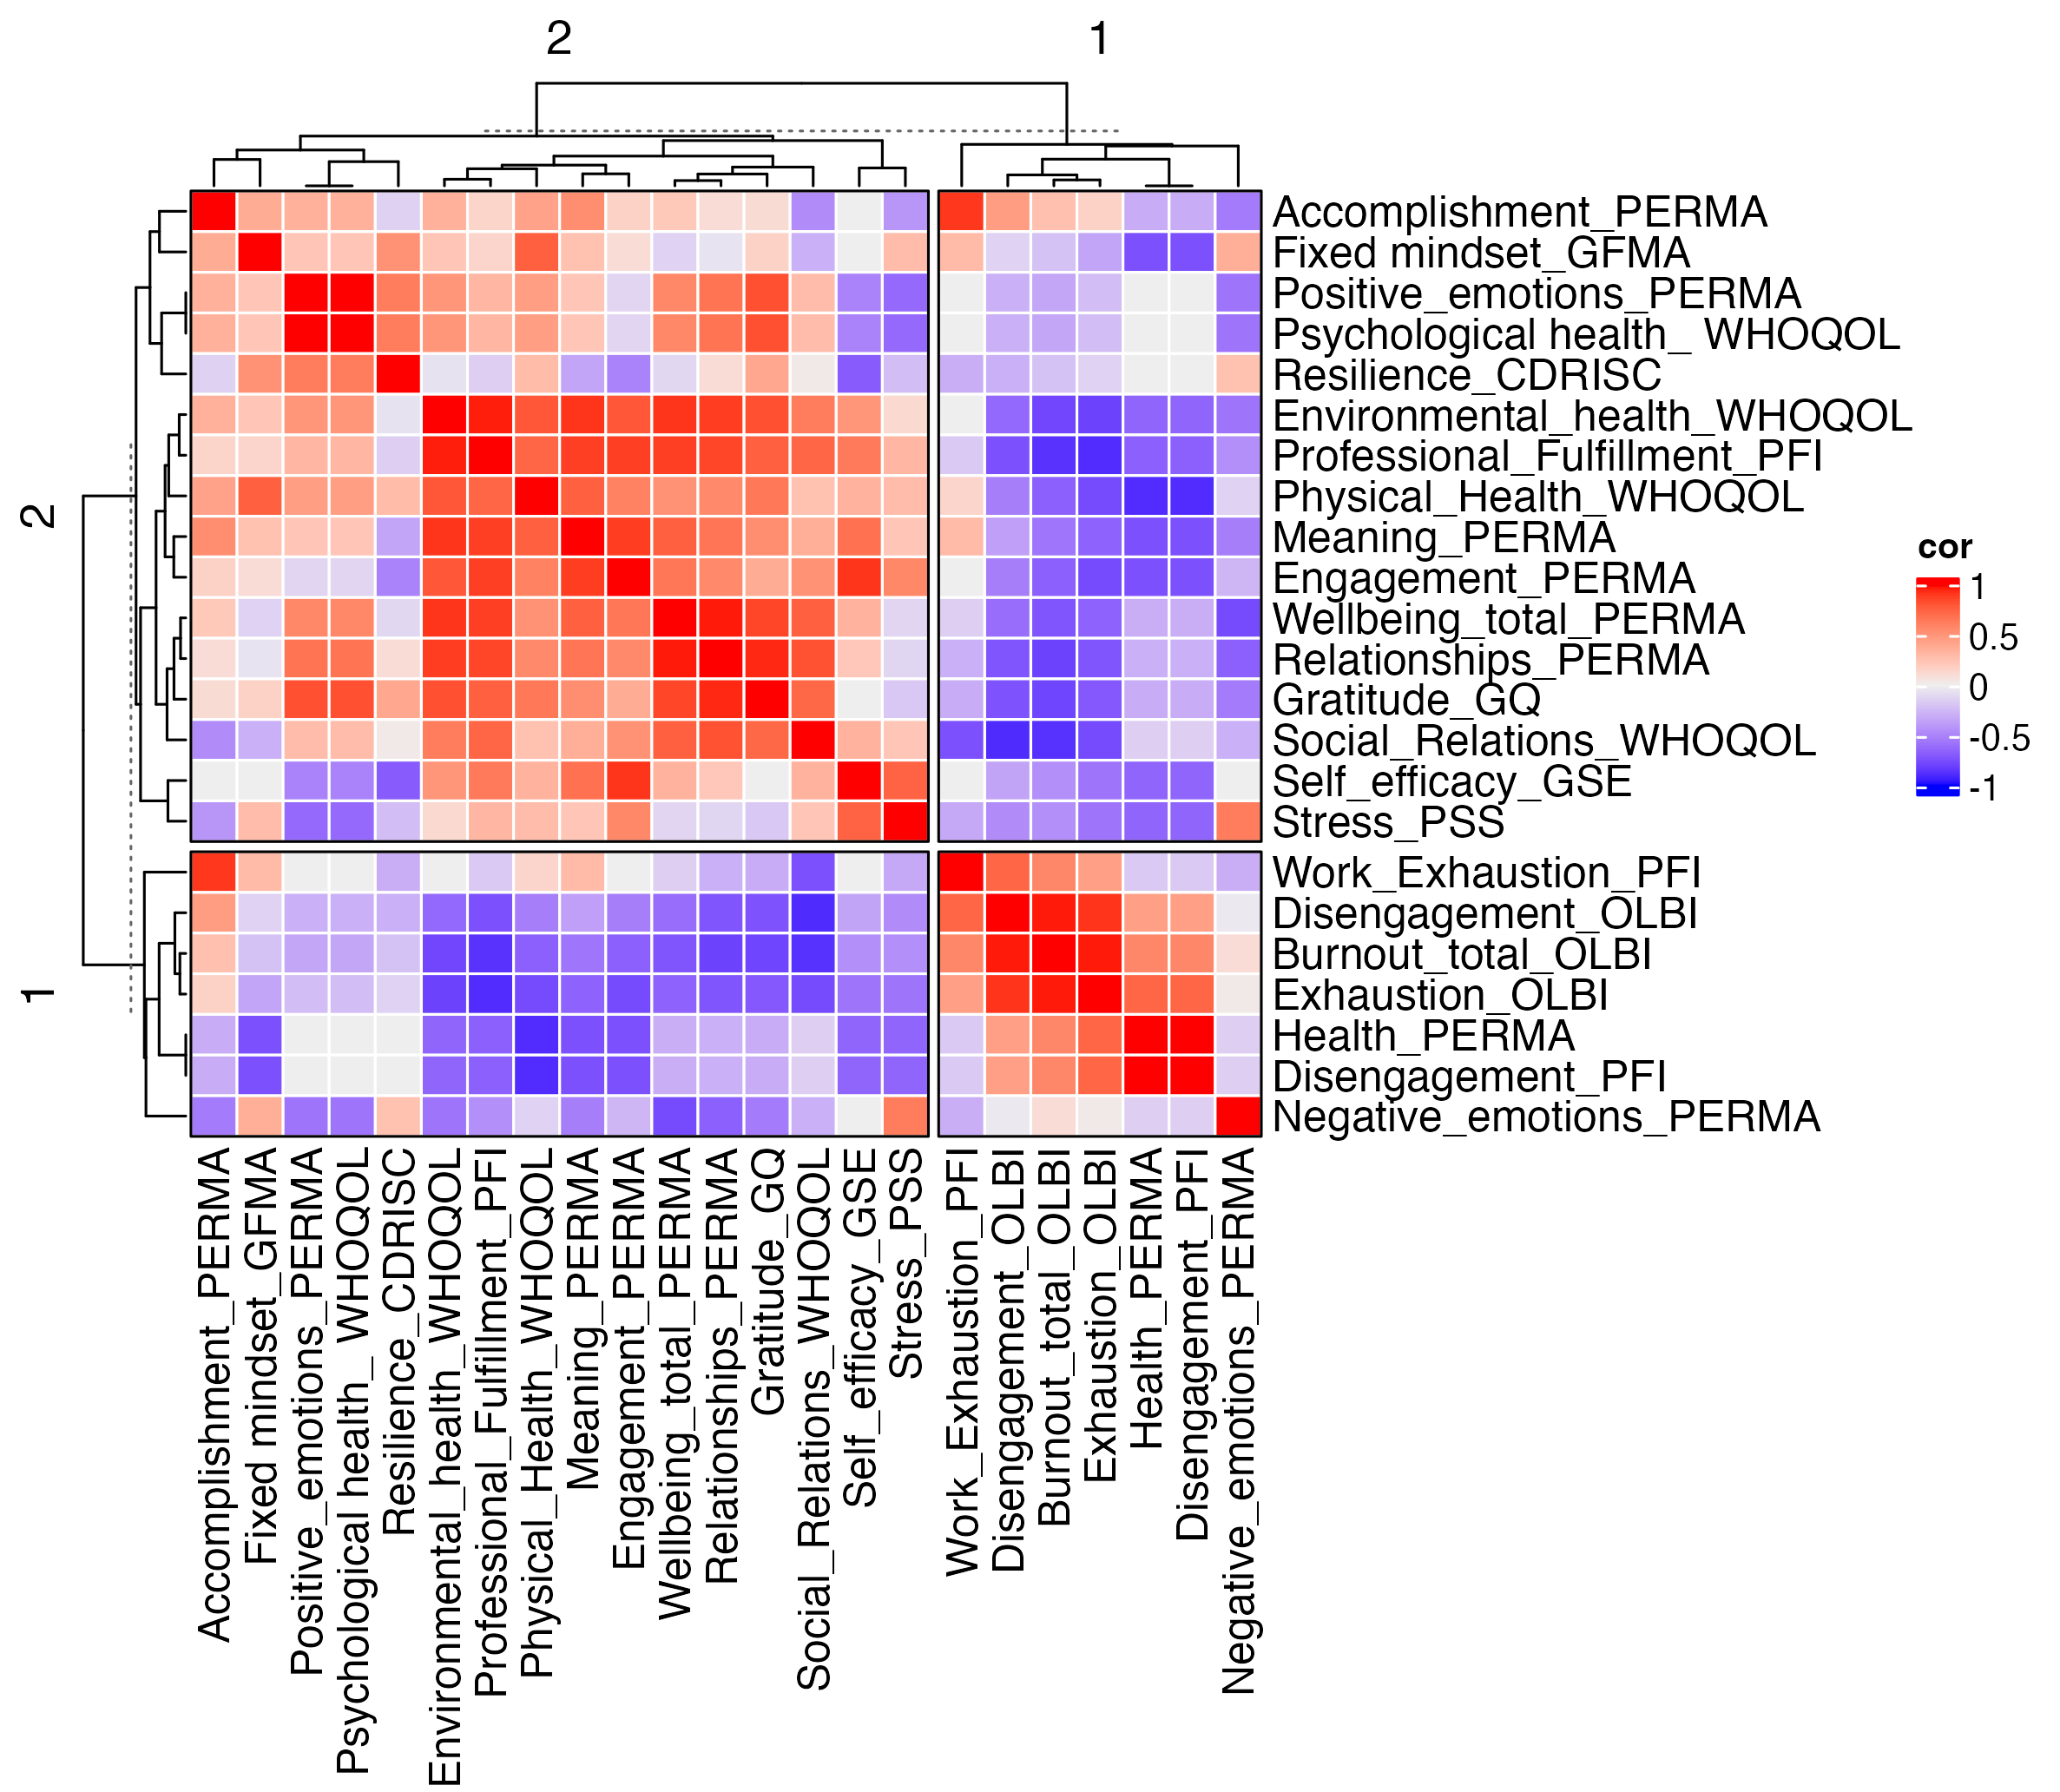 2
1
2
1
Accomplishment_PERMA
Fixed mindset_GFMA
Positive_emotions_PERMA
Psychological health_ WHOQOL
Resilience_CDRISC
Environmental_health_WHOQOL
Professional_Fulfillment_PFI
Physical_Health_WHOQOL
Meaning_PERMA
Engagement_PERMA
Wellbeing_total_PERMA
Relationships_PERMA
Gratitude_GQ
Social_Relations_WHOQOL
Self_efficacy_GSE
Stress_PSS
Work_Exhaustion_PFI
Disengagement_OLBI
Burnout_total_OLBI
Exhaustion_OLBI
Health_PERMA
Disengagement_PFI
Negative_emotions_PERMA
cor
1
0.5
0
-0.5
-1
Accomplishment_PERMA
Fixed mindset_GFMA
Positive_emotions_PERMA
Psychological health_ WHOQOL
Resilience_CDRISC
Environmental_health_WHOQOL
Professional_Fulfillment_PFI
Physical_Health_WHOQOL
Meaning_PERMA
Engagement_PERMA
Wellbeing_total_PERMA
Relationships_PERMA
Gratitude_GQ
Social_Relations_WHOQOL
Self_efficacy_GSE
Stress_PSS
Work_Exhaustion_PFI
Disengagement_OLBI
Burnout_total_OLBI
Exhaustion_OLBI
Health_PERMA
Disengagement_PFI
Negative_emotions_PERMA